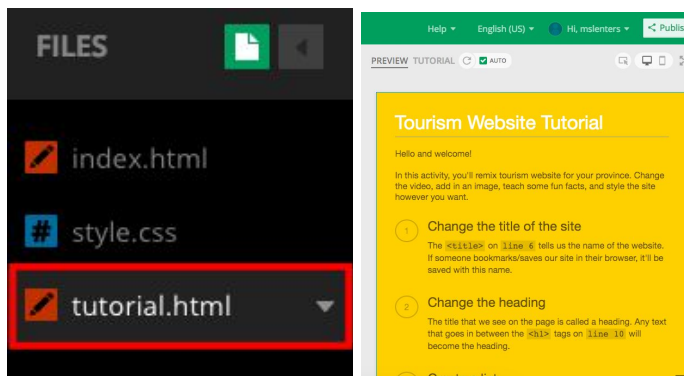 FILES
index.html
# style.css
tutorial.html
Help English (US) Hi, mslenters
PREVIEW TUTORIAL AUTO
Tourism Website Tutorial
Hello and welcome!
In this activity, you'll remix tourism website for your province. Change
the video, add in an image, teach some fun facts, and style the site
however you want.
1 Change the title of the site
The <title> on line 6 tells us the name of the website.
If someone bookmarks/saves our site in their browser, it'll be
saved with this name.
2 Change the heading
The title that we see on the page is called a heading. Any text
that goes in between the <h1> tags on line 10 will
become the heading.